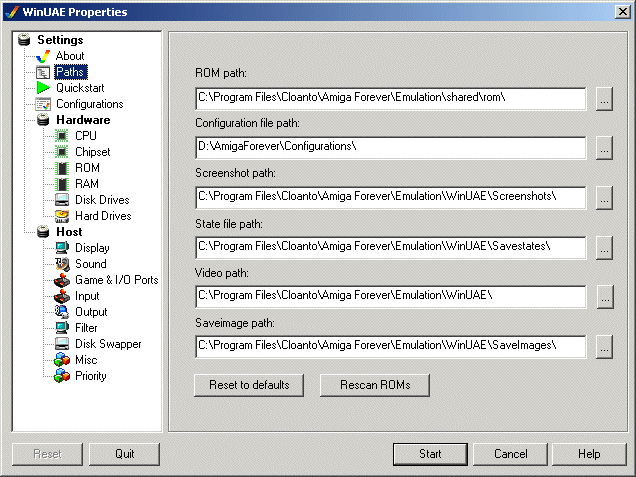 WinUAE Properties
Settings
About
Paths
Quickstart
Configurations
Hardware
CPU
Chipset
ROM
RAM
Disk Drives
Hard Drives
Host
Display
Sound
Game & I/O Ports
Input
Output
Filter
Disk Swapper
Misc
Priority
ROM path:
C:\Program Files\Cloanto\Amiga Forever\Emulation\shared\rom\
...
Configuration file path:
D:\AmigaForever\Configurations\
...
Screenshot path:
C:\Program Files\Cloanto\Amiga Forever\Emulation\WinUAE\Screenshots\
...
State file path:
C:\Program Files\Cloanto\Amiga Forever\Emulation\WinUAE\Savestates\
...
Video path:
C:\Program Files\Cloanto\Amiga Forever\Emulation\WinUAE\
...
Saveimage path:
C:\Program Files\Cloanto\Amiga Forever\Emulation\WinUAE\SaveImages\
...
Reset to defaults
Rescan ROMs
Reset
Quit
Start
Cancel
Help